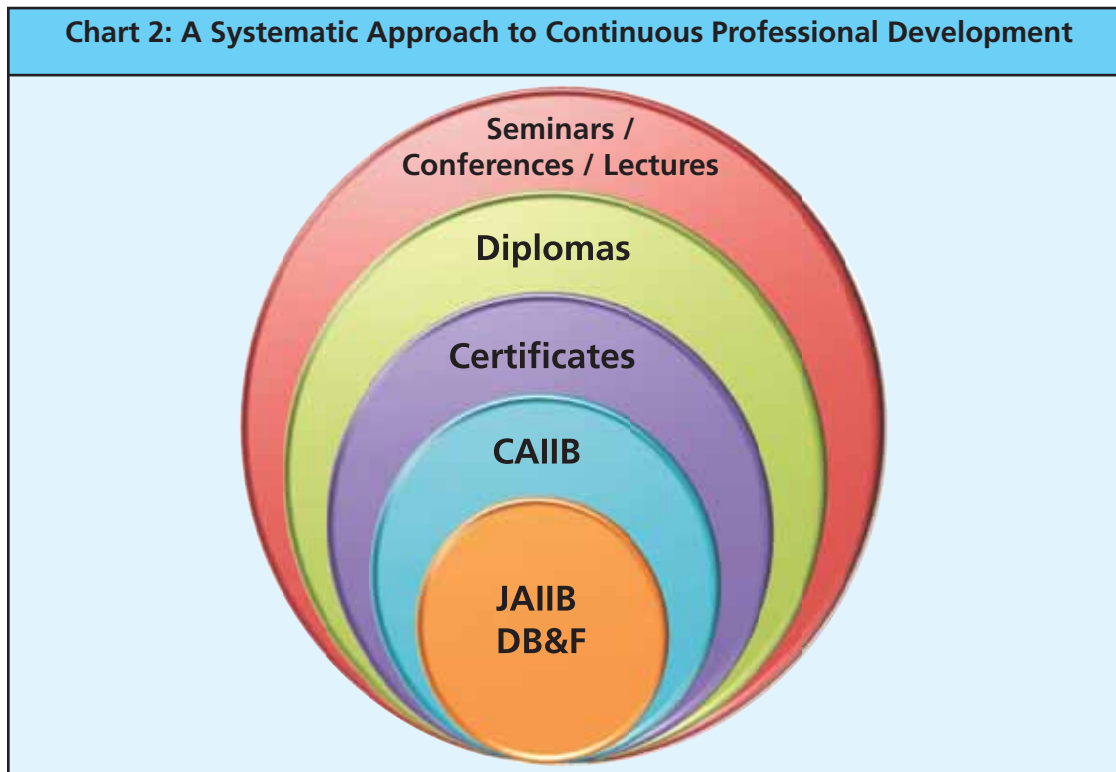 Chart 2: A Systematic Approach to Continuous Professional Development
Seminars /
Conferences / Lectures
Diplomas
Certificates
CAIIB
JAIIB
DB&F